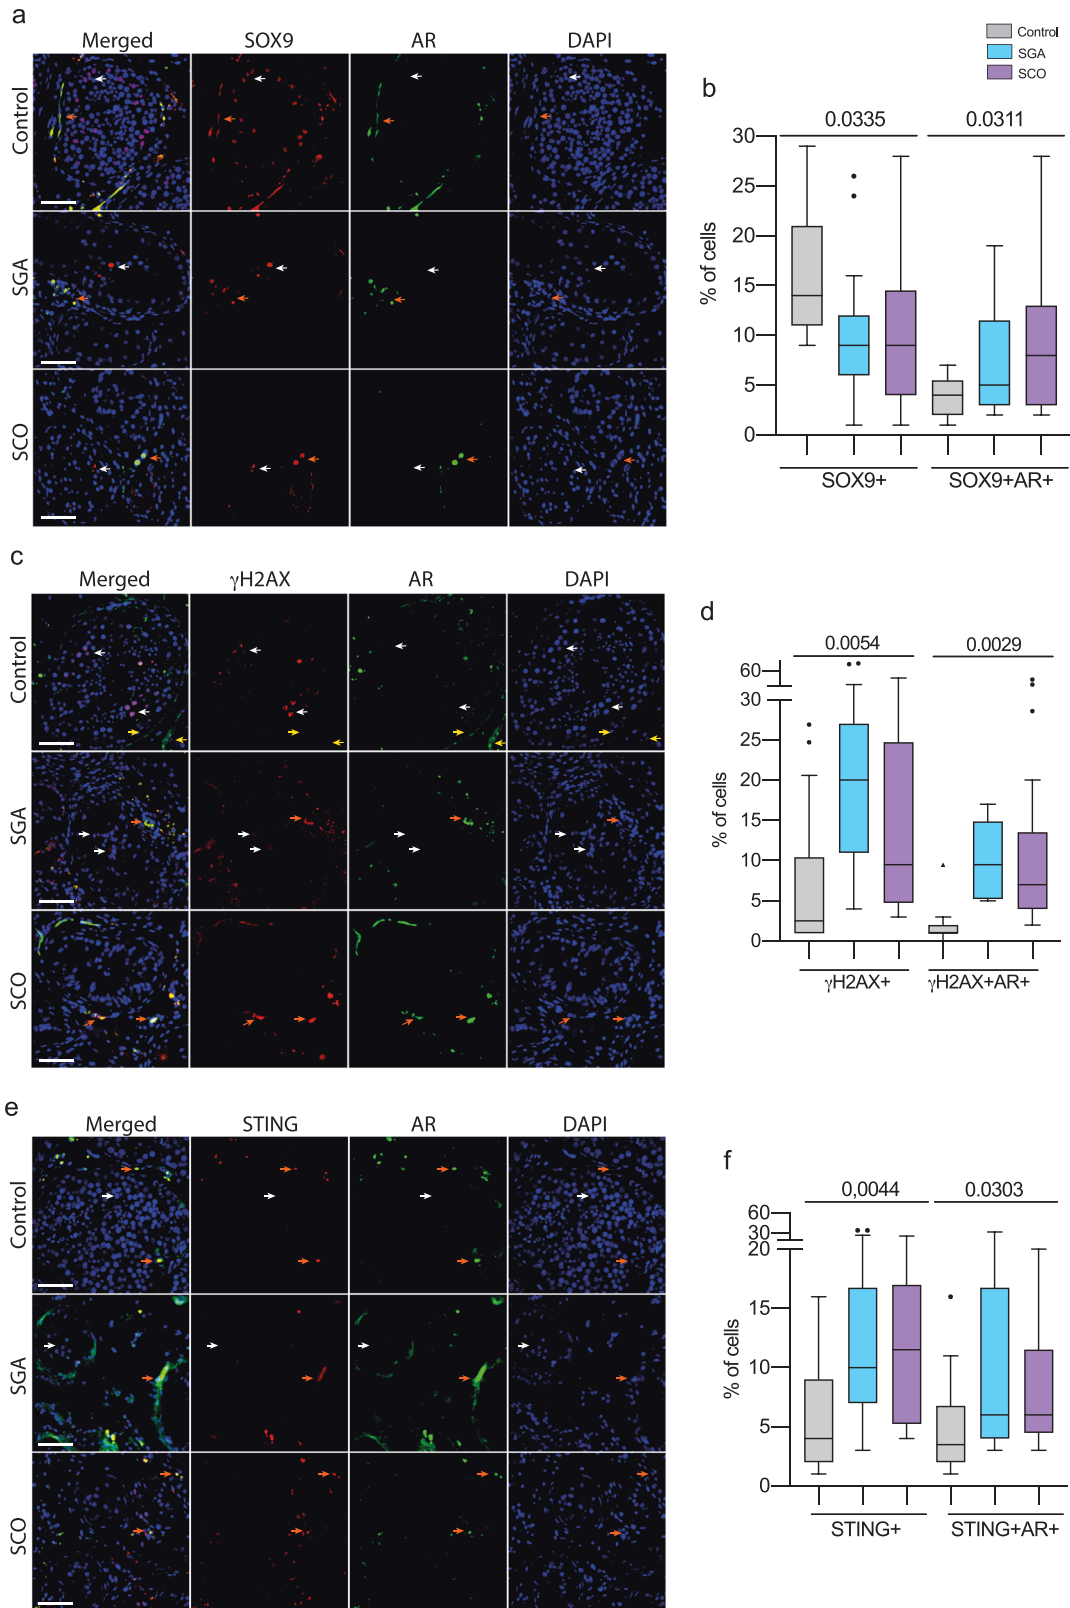 a
Merged SOX9 AR DAPI
Control
SGA
SCO
Control
SGA
SCO
b
0.0335 0.0311
% of cells
30
25
20
15
10
5
0
SOX9+ SOX9+AR+
c
Merged γH2AX AR DAPI
Control
SGA
SCO
d
0.0054 0.0029
% of cells
60
30
25
20
15
10
5
0
γH2AX+ γH2AX+AR+
e
Merged STING AR DAPI
Control
SGA
SCO
f
0,0044 0.0303
% of cells
60
30
20
15
10
5
0
STING+ STING+AR+